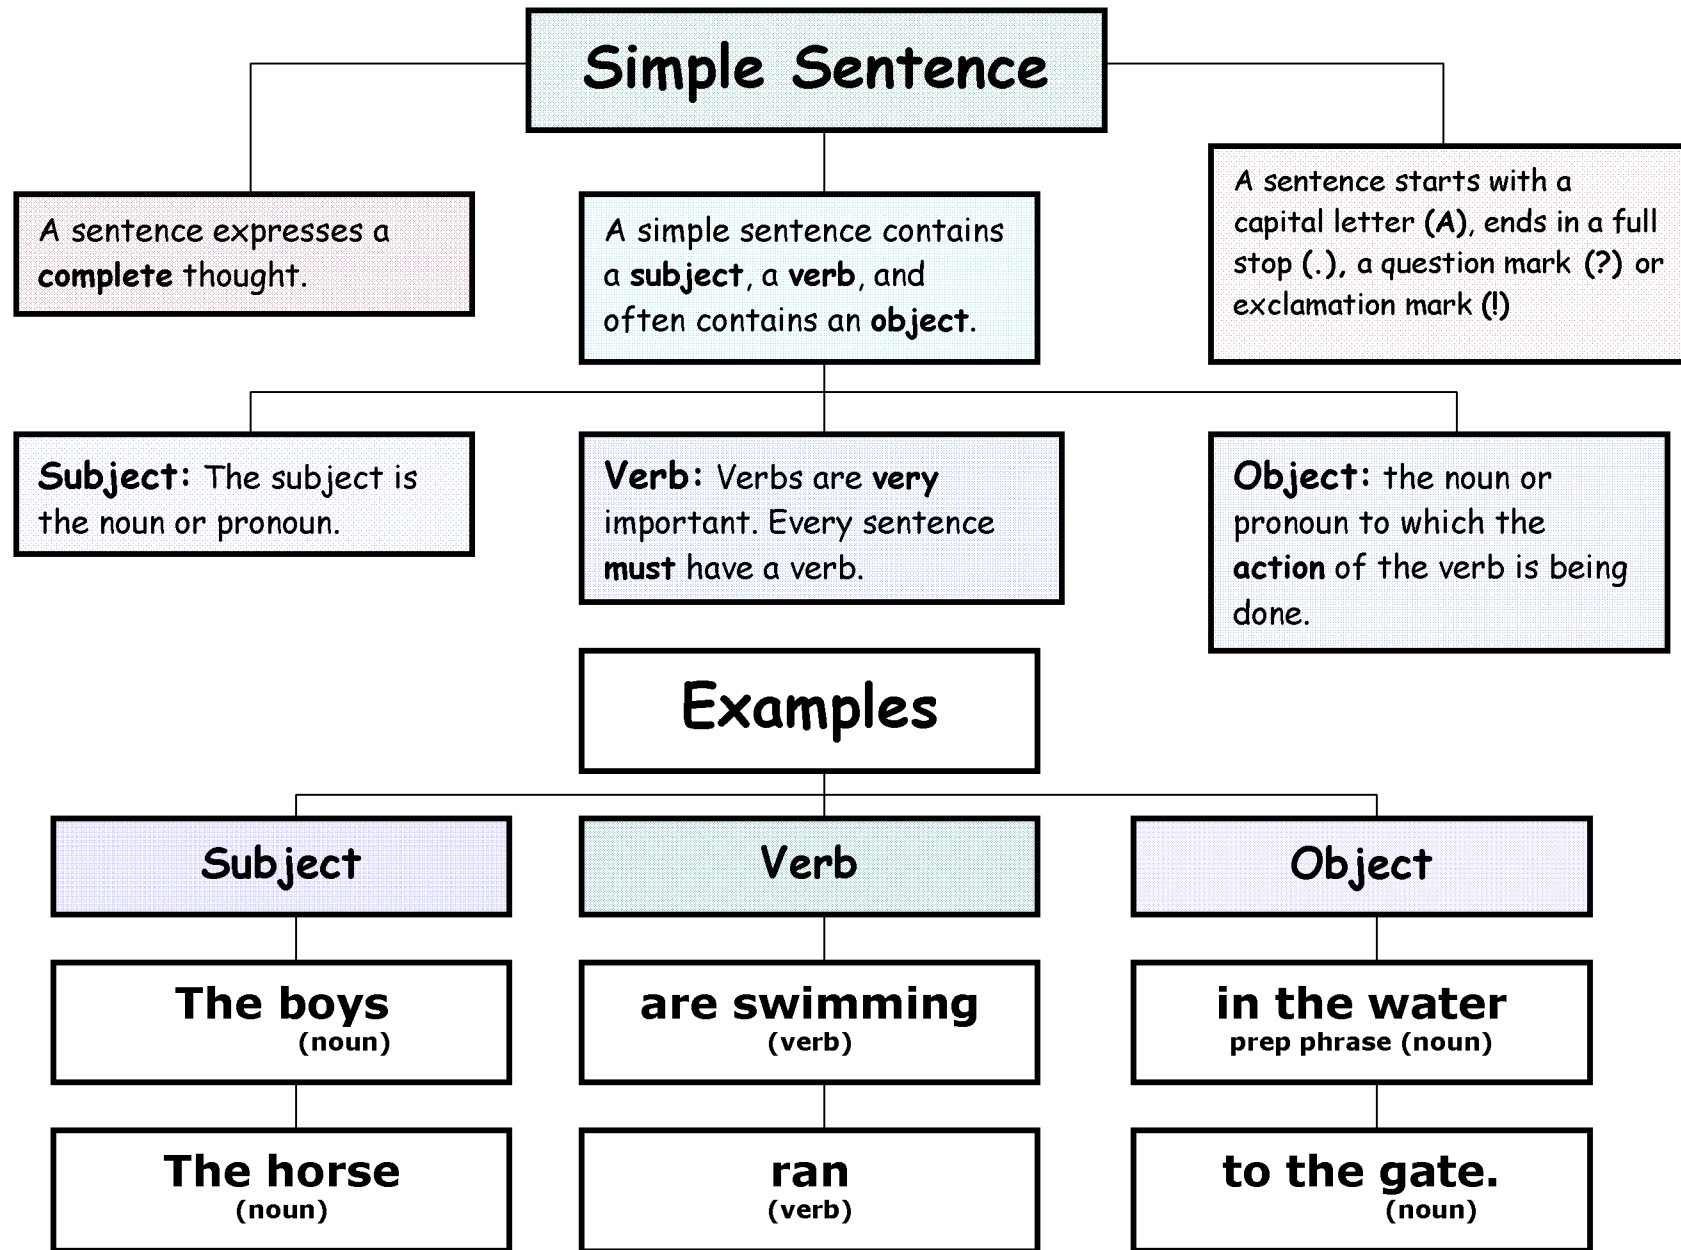 Simple Sentence
A sentence expresses a
complete thought.
A simple sentence contains
a subject, a verb, and
often contains an object.
A sentence starts with a
capital letter (A), ends in a full
stop (.), a question mark (?) or
exclamation mark (!)
Subject: The subject is
the noun or pronoun.
Verb: Verbs are very
important. Every sentence
must have a verb.
Object: the noun or
pronoun to which the
action of the verb is being
done.
Examples
Subject
Verb
Object
The boys
(noun)
are swimming
(verb)
in the water
prep phrase (noun)
The horse
(noun)
ran
(verb)
to the gate.
(noun)